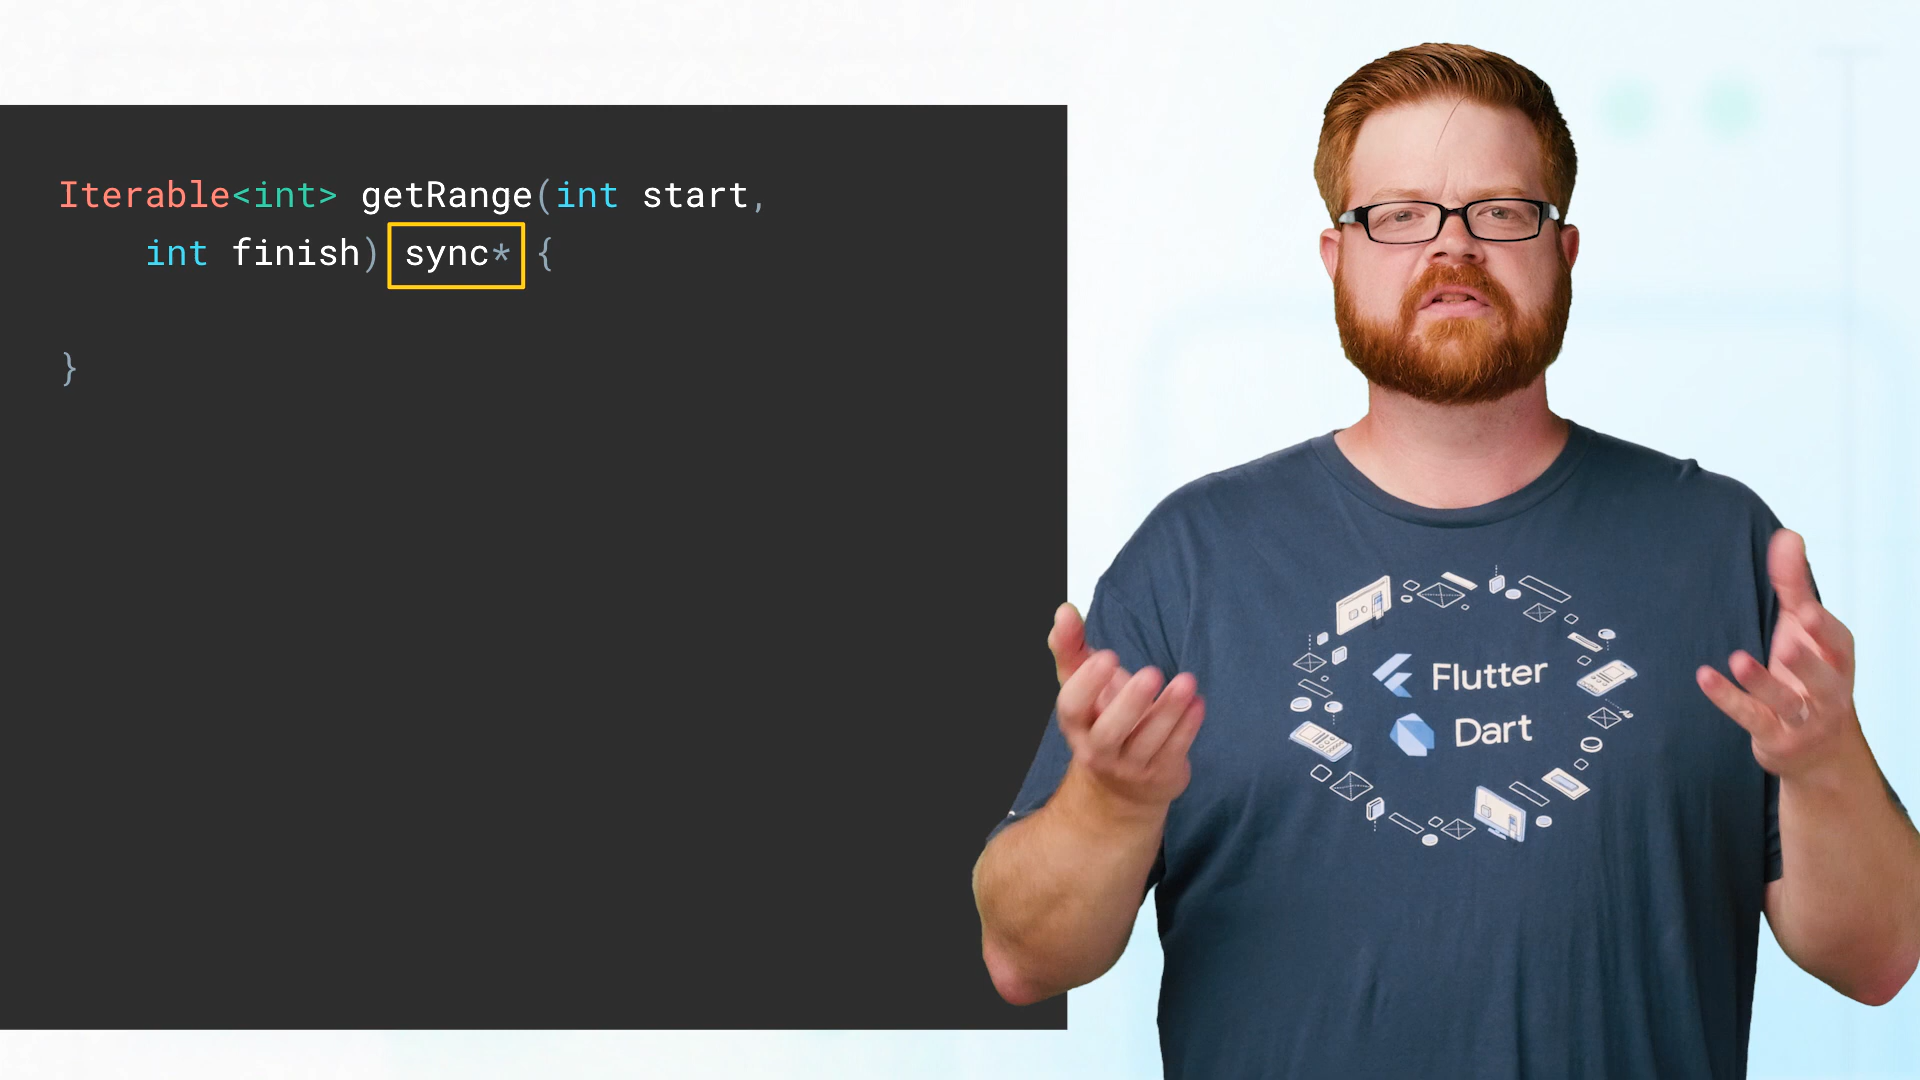 Iterable<int> getRange(int start,
    int finish) sync* {
}
Flutter
Dart